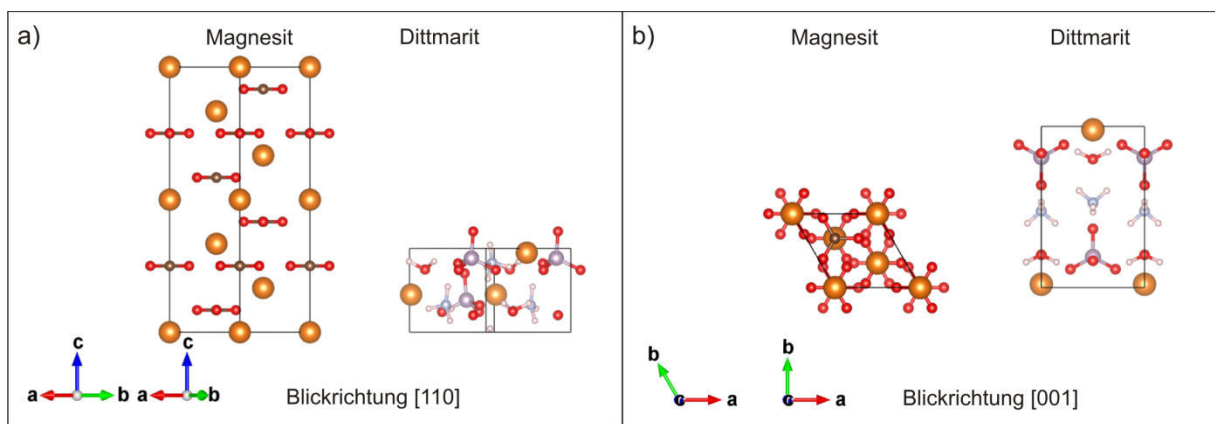 a)
Magnesit
Dittmarit
c
a
b
c
a
b
Blickrichtung [110]
b)
Magnesit
Dittmarit
b
c
a
b
c
a
Blickrichtung [001]